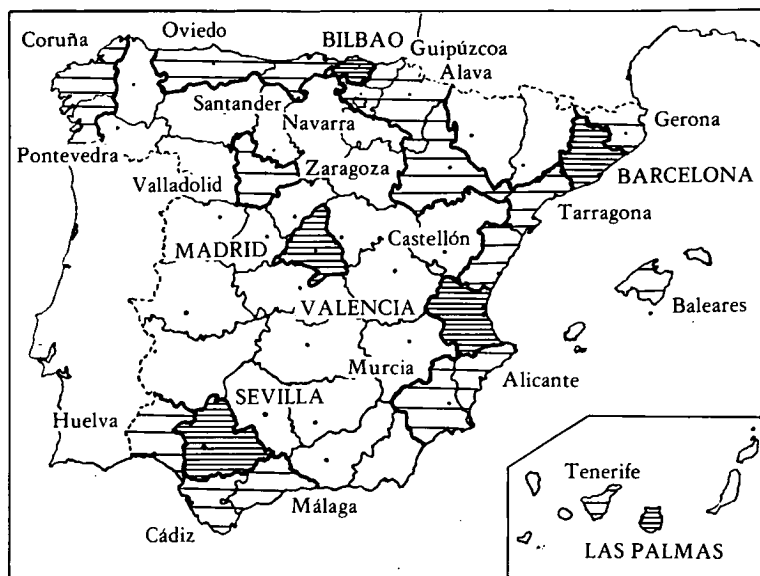 Coruña
Oviedo
BILBAO
Guipúzcoa
Alava
Santander
Navarra
Gerona
Pontevedra
Valladolid
Zaragoza
BARCELONA
Tarragona
MADRID
Castellón
VALENCIA
Baleares
Murcia
Alicante
SEVILLA
Huelva
Tenerife
Málaga
Cádiz
LAS PALMAS